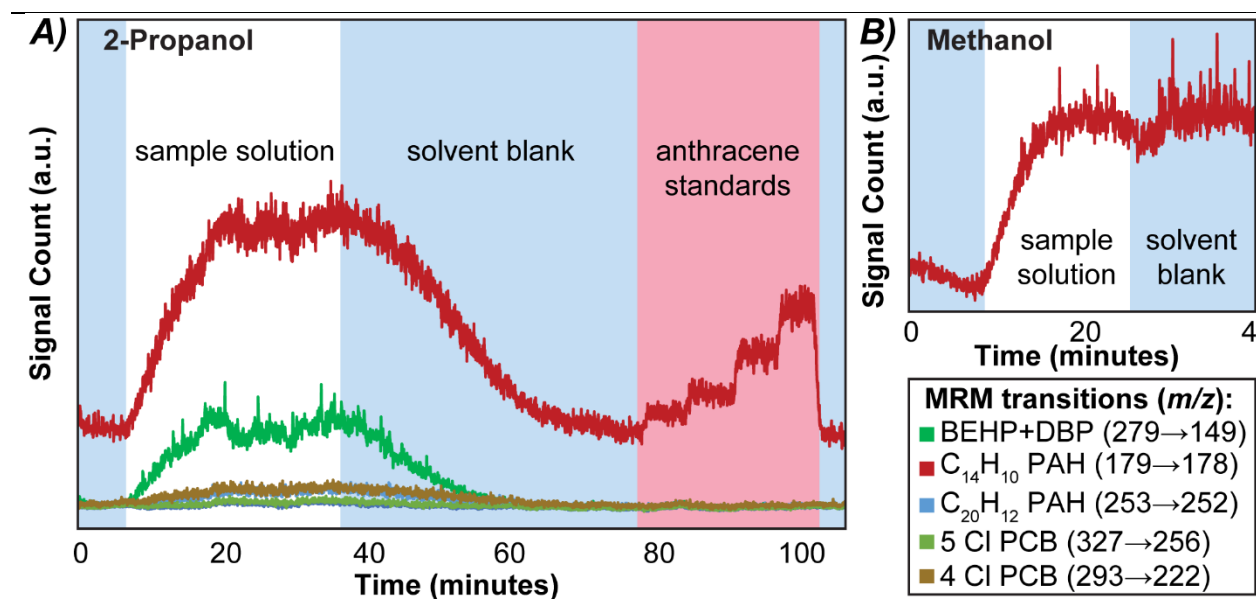 A)
2-Propanol
sample solution
solvent blank
anthracene
standards
Signal Count (a.u.)
0
20
40
60
80
100
Time (minutes)
B)
Methanol
sample
solution
solvent
blank
Signal Count (a.u.)
0
20
4
Time (minutes)
MRM transitions (m/z):
BEHP+DBP (279→149)
C₁₄H₁₀ PAH (179→178)
C₂₀H₁₂ PAH (253→252)
5 Cl PCB (327→256)
4 Cl PCB (293→222)